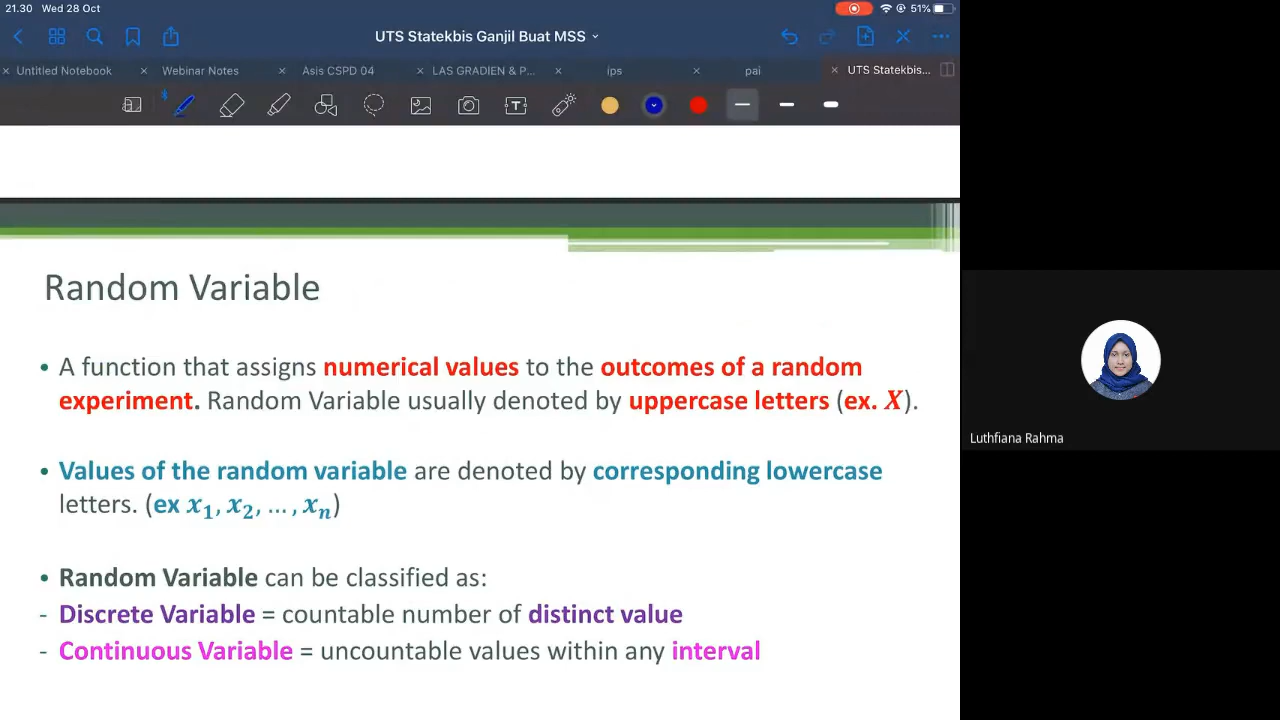 21.30 Wed 28 Oct
51%
UTS Statekbis Ganjil Buat MSS
Untitled Notebook
Webinar Notes
Asis CSPD 04
LAS GRADIEN & P...
ips
pai
UTS Statekbis...
T
Random Variable
• A function that assigns numerical values to the outcomes of a random
experiment. Random Variable usually denoted by uppercase letters (ex. X).
• Values of the random variable are denoted by corresponding lowercase
letters. (ex x₁, x₂, … , xₙ)
• Random Variable can be classified as:
- Discrete Variable = countable number of distinct value
- Continuous Variable = uncountable values within any interval
Luthfiana Rahma